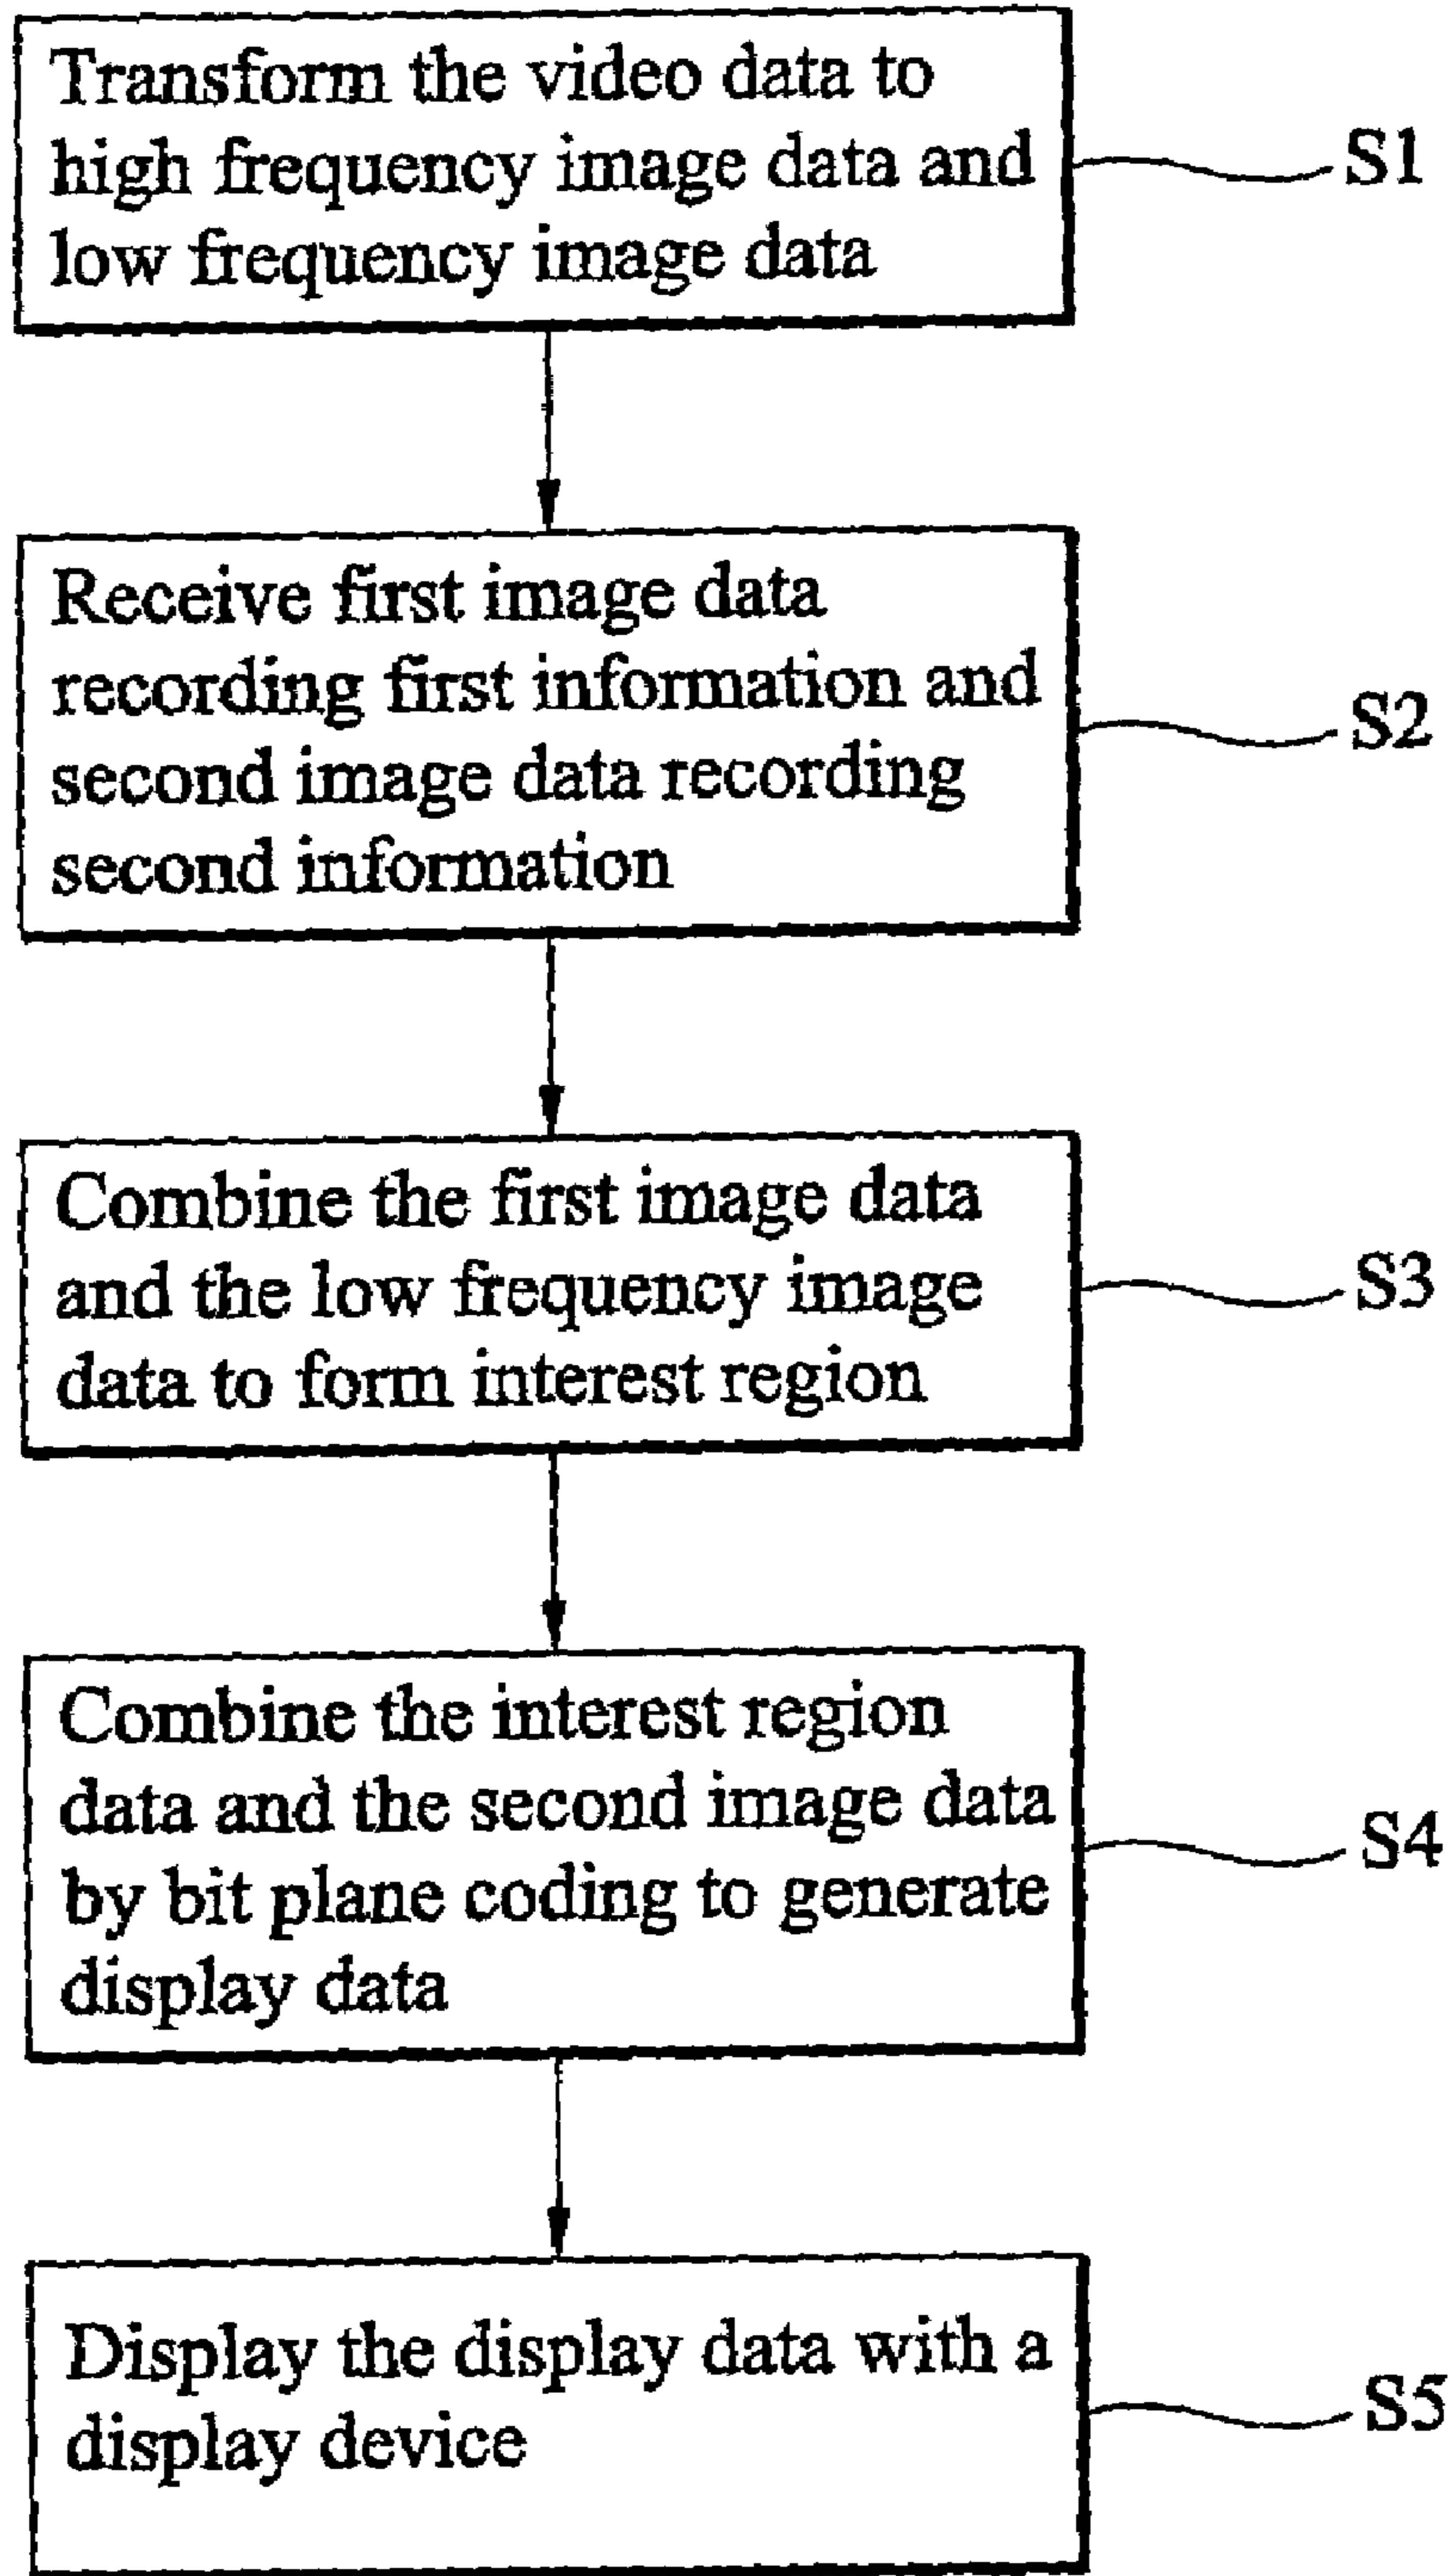 Transform the video data to
high frequency image data and
low frequency image data
S1
Receive first image data
recording first information and
second image data recording
second information
S2
Combine the first image data
and the low frequency image
data to form interest region
S3
Combine the interest region
data and the second image data
by bit plane coding to generate
display data
S4
Display the display data with a
display device
S5